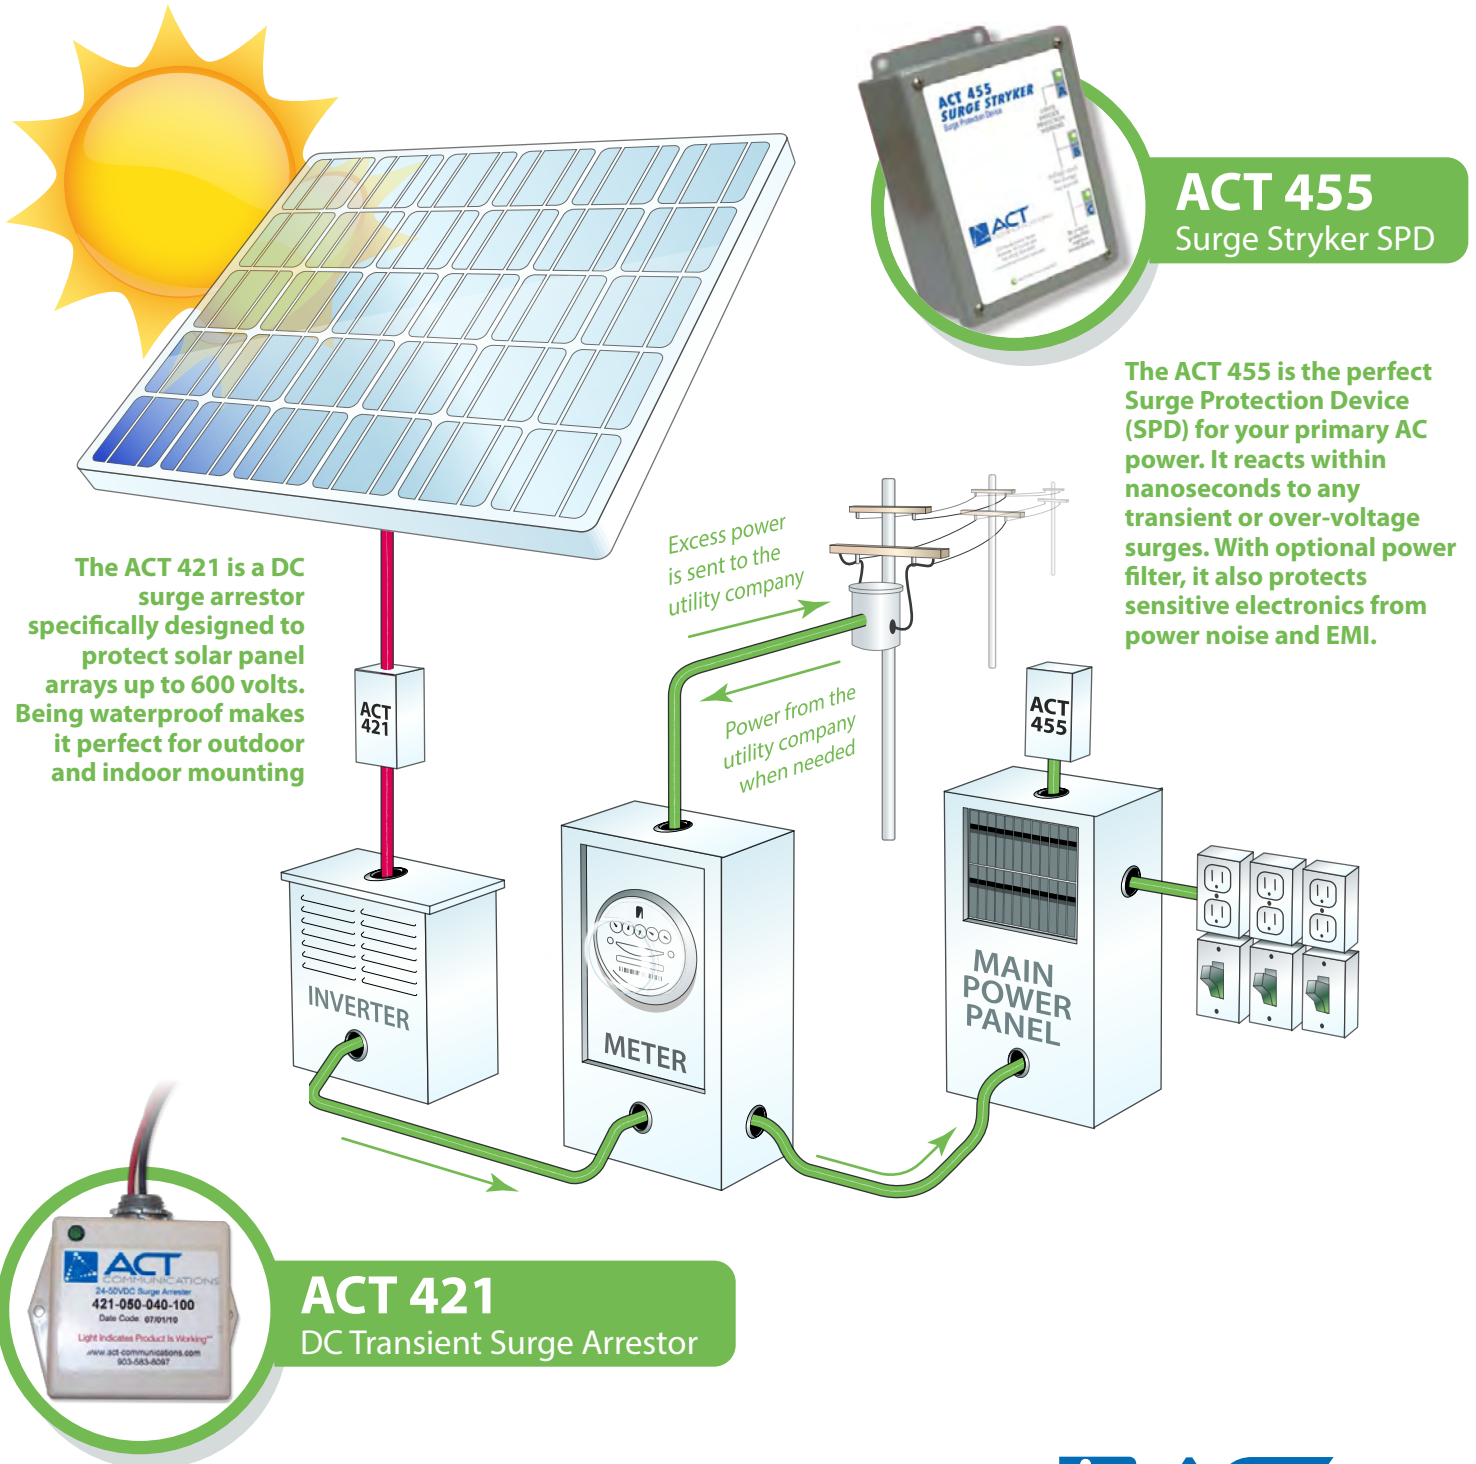 ACT 455
SURGE STRYKER
Surge Protection Device
A
B
C
ACT
ACT 455
Surge Stryker SPD
The ACT 455 is the perfect
Surge Protection Device
(SPD) for your primary AC
power. It reacts within
nanoseconds to any
transient or over-voltage
surges. With optional power
filter, it also protects
sensitive electronics from
power noise and EMI.
The ACT 421 is a DC
surge arrestor
specifically designed to
protect solar panel
arrays up to 600 volts.
Being waterproof makes
it perfect for outdoor
and indoor mounting
Excess power
is sent to the
utility company
Power from the
utility company
when needed
ACT
421
ACT
455
INVERTER
METER
MAIN
POWER
PANEL
ACT
COMMUNICATIONS
24-50VDC Surge Arrester
421-050-040-100
Date Code: 07/01/10
Light Indicates Product Is Working**
www.act-communications.com
903-583-8097
ACT 421
DC Transient Surge Arrestor